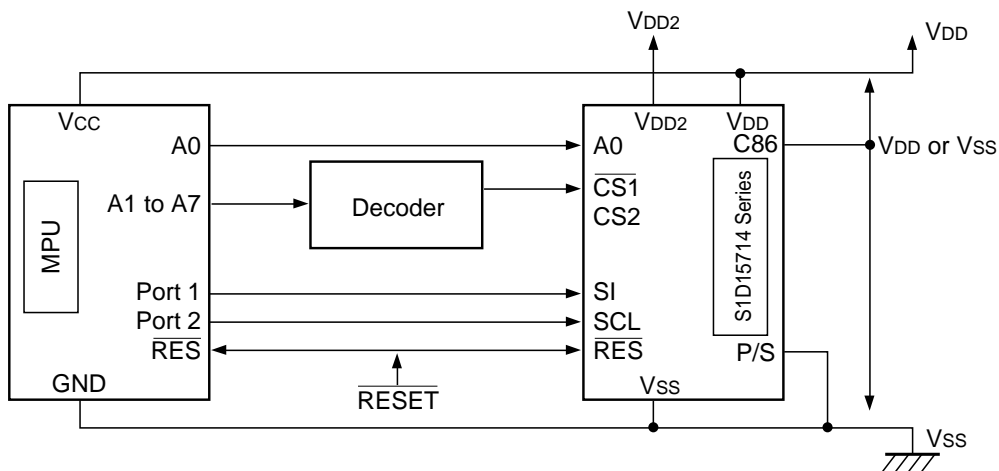 VDD2
VDD
VCC
VDD2
VDD
A0
A0
C86
VDD or VSS
A1 to A7
Decoder
CS1
CS2
MPU
S1D15714 Series
Port 1
SI
Port 2
SCL
RES
RES
P/S
GND
RESET
VSS
VSS